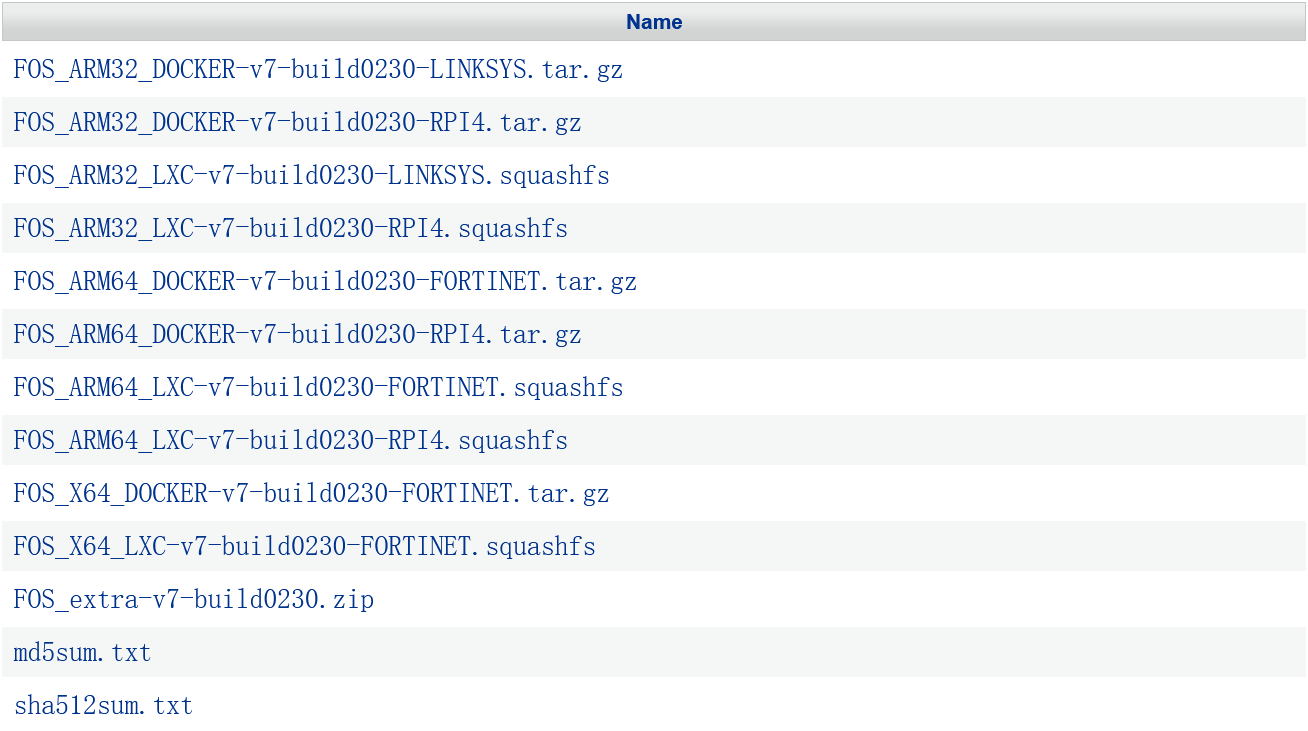 Name
FOS_ARM32_DOCKER-v7-build0230-LINKSYS.tar.gz
FOS_ARM32_DOCKER-v7-build0230-RPI4.tar.gz
FOS_ARM32_LXC-v7-build0230-LINKSYS.squashfs
FOS_ARM32_LXC-v7-build0230-RPI4.squashfs
FOS_ARM64_DOCKER-v7-build0230-FORTINET.tar.gz
FOS_ARM64_DOCKER-v7-build0230-RPI4.tar.gz
FOS_ARM64_LXC-v7-build0230-FORTINET.squashfs
FOS_ARM64_LXC-v7-build0230-RPI4.squashfs
FOS_X64_DOCKER-v7-build0230-FORTINET.tar.gz
FOS_X64_LXC-v7-build0230-FORTINET.squashfs
FOS_extra-v7-build0230.zip
md5sum.txt
sha512sum.txt